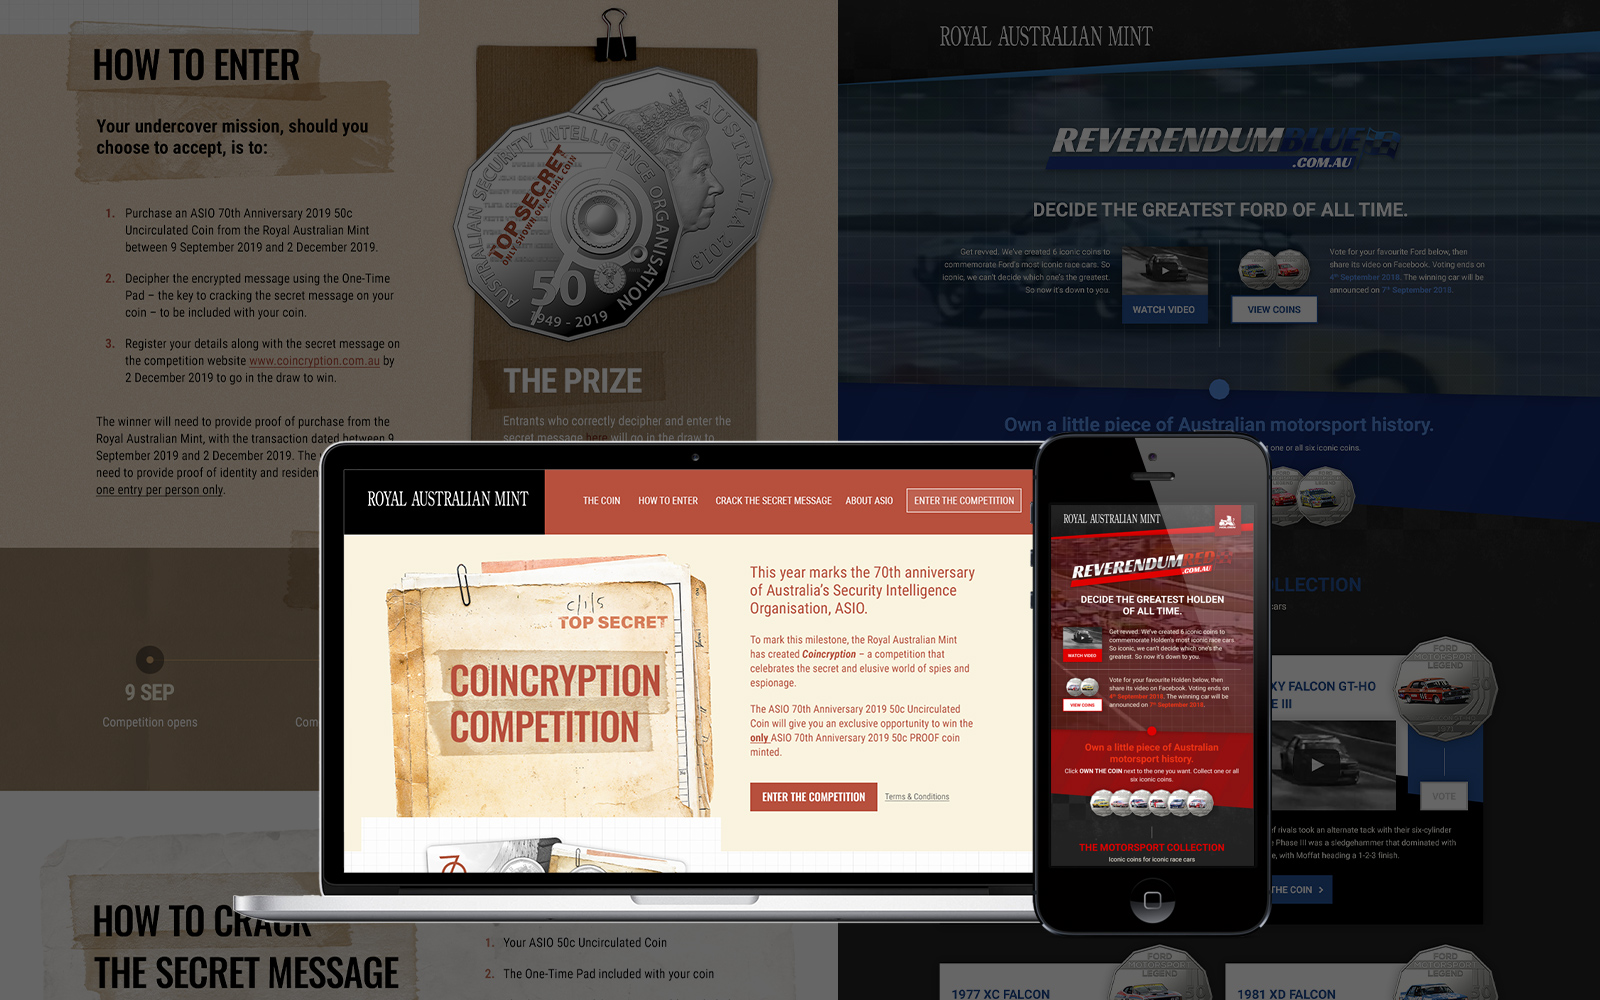 HOW TO ENTER
Your undercover mission, should you
choose to accept, is to:
1. Purchase an ASIO 70th Anniversary 2019 50c
Uncirculated Coin from the Royal Australian Mint
between 9 September 2019 and 2 December 2019.
2. Decipher the encrypted message using the One-Time
Pad – the key to cracking the secret message on your
coin – to be included with your coin.
3. Register your details along with the secret message on
the competition website www.coincryption.com.au by
2 December 2019 to go in the draw to win.
The winner will need to provide proof of purchase from the
Royal Australian Mint, with the transaction dated between 9
September 2019 and 2 December 2019. The
need to provide proof of identity and residen
one entry per person only.
AUSTRALIAN SECURITY INTELLIGENCE ORGANISATION
TOP SECRET
ONLY SHOWN ON ACTUAL COIN
50
1949 - 2019
II AUSTRALIA 2019
THE PRIZE
Entrants who correctly decipher and enter the
secret message here will go in the draw to
9 SEP
Competition opens
Com
HOW TO CRACK
THE SECRET MESSAGE
1. Your ASIO 50c Uncirculated Coin
2. The One-Time Pad included with your coin
ROYAL AUSTRALIAN MINT
REVERENDUMBLUE
.COM.AU
DECIDE THE GREATEST FORD OF ALL TIME.
Get revved. We've created 6 iconic coins to
commemorate Ford's most iconic race cars. So
iconic, we can't decide which one's the greatest.
So now it's down to you.
WATCH VIDEO
VIEW COINS
Vote for your favourite Ford below, then
share its video on Facebook. Voting ends on
4th September 2018. The winning car will be
announced on 7th September 2018.
Own a little piece of Australian motorsport history.
one or all six iconic coins.
COLLECTION
cars
XY FALCON GT-HO
E III
FORD
MOTORSPORT
LEGEND
50
VOTE
ef rivals took an alternate tack with their six-cylinder
e Phase III was a sledgehammer that dominated with
e, with Moffat heading a 1-2-3 finish.
THE COIN >
1977 XC FALCON
FORD
MOTORSPORT
LEGEND
1981 XD FALCON
FORD
MOTORSPORT
LEGEND
ROYAL AUSTRALIAN MINT
THE COIN
HOW TO ENTER
CRACK THE SECRET MESSAGE
ABOUT ASIO
ENTER THE COMPETITION
c/1/5
TOP SECRET
COINCRYPTION
COMPETITION
This year marks the 70th anniversary
of Australia's Security Intelligence
Organisation, ASIO.
To mark this milestone, the Royal Australian Mint
has created Coincryption – a competition that
celebrates the secret and elusive world of spies and
espionage.
The ASIO 70th Anniversary 2019 50c Uncirculated
Coin will give you an exclusive opportunity to win the
only ASIO 70th Anniversary 2019 50c PROOF coin
minted.
ENTER THE COMPETITION
Terms & Conditions
ROYAL AUSTRALIAN MINT
REVERENDUMRED
.COM.AU
DECIDE THE GREATEST HOLDEN
OF ALL TIME.
WATCH VIDEO
Get revved. We've created 6 iconic coins to
commemorate Holden's most iconic race cars.
So iconic, we can't decide which one's the
greatest. So now it's down to you.
VIEW COINS
Vote for your favourite Holden below, then
share its video on Facebook. Voting ends on
4th September 2018. The winning car will be
announced on 7th September 2018.
Own a little piece of Australian
motorsport history.
Click OWN THE COIN next to the one you want. Collect one or all
six iconic coins.
THE MOTORSPORT COLLECTION
Iconic coins for iconic race cars